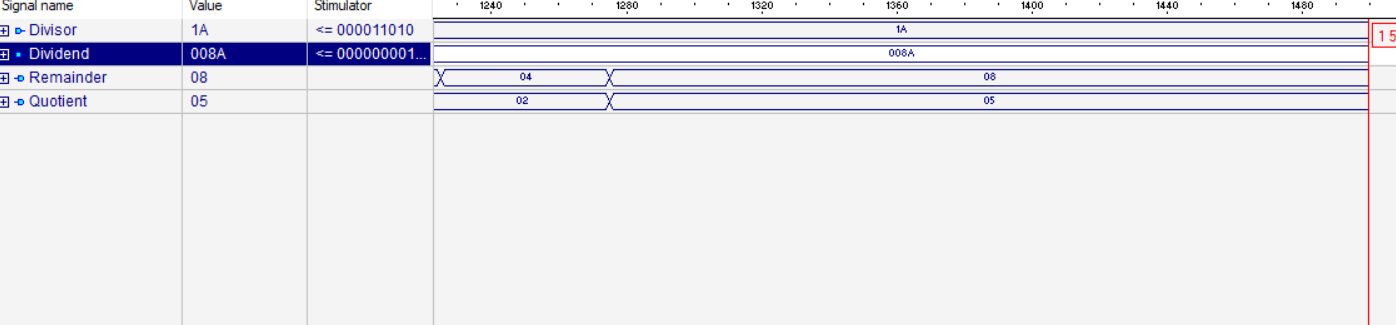 Signal name Value Stimulator 1240 1280 1320 1360 1400 1440 1480
Divisor 1A <= 000011010 1A
Dividend 008A <= 000000001... 008A
15
Remainder 08 04 08
Quotient 05 02 05